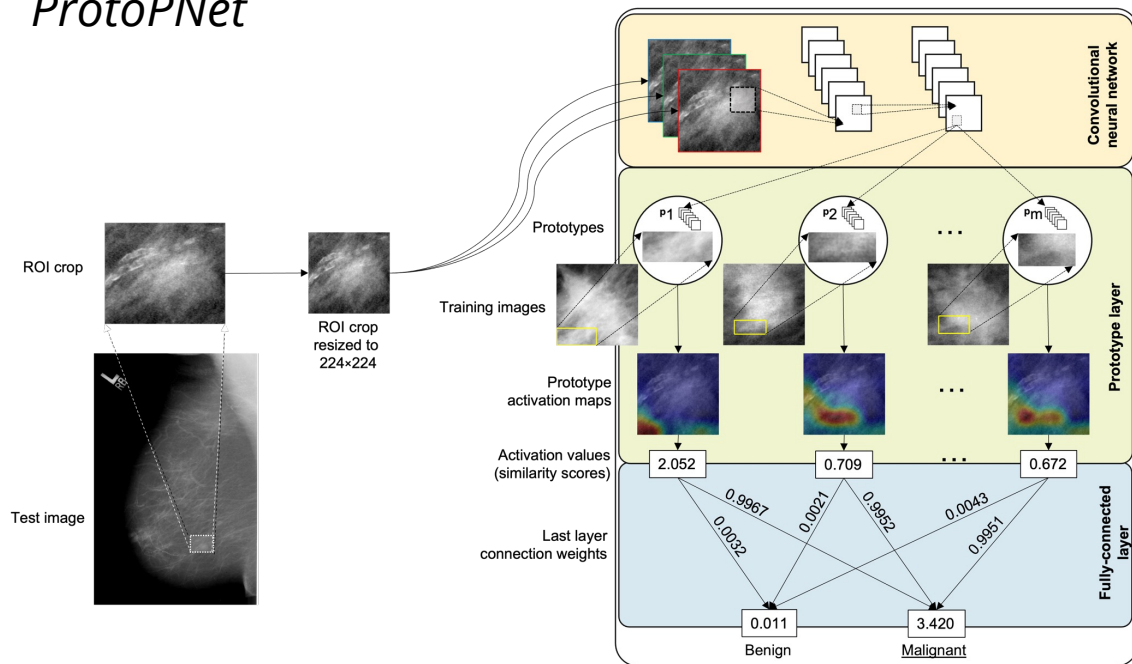 ProtoPNet
Convolutional
neural network
Prototypes
p1
p2
...
pm
ROI crop
ROI crop
resized to
224×224
Training images
Prototype layer
Prototype
activation maps
...
L
Activation values
(similarity scores)
2.052
0.709
...
0.672
Test image
Last layer
connection weights
0.9967
0.0032
0.0021
0.9952
0.0043
0.9951
Fully-connected
layer
0.011
3.420
Benign
Malignant